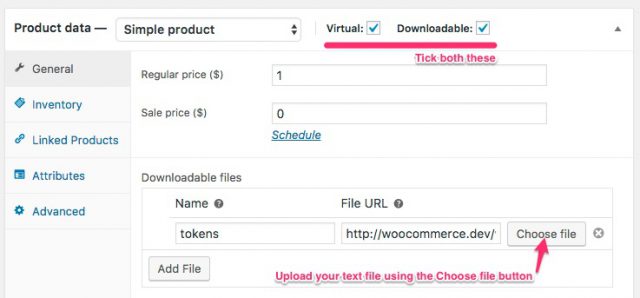 Product data — Simple product Virtual: Downloadable:
Tick both these
General
Regular price ($) 1
Inventory
Sale price ($) 0
Schedule
Linked Products
Attributes
Downloadable files
Advanced
Name ? File URL ?
tokens http://woocommerce.dev/ Choose file
Add File
Upload your text file using the Choose file button